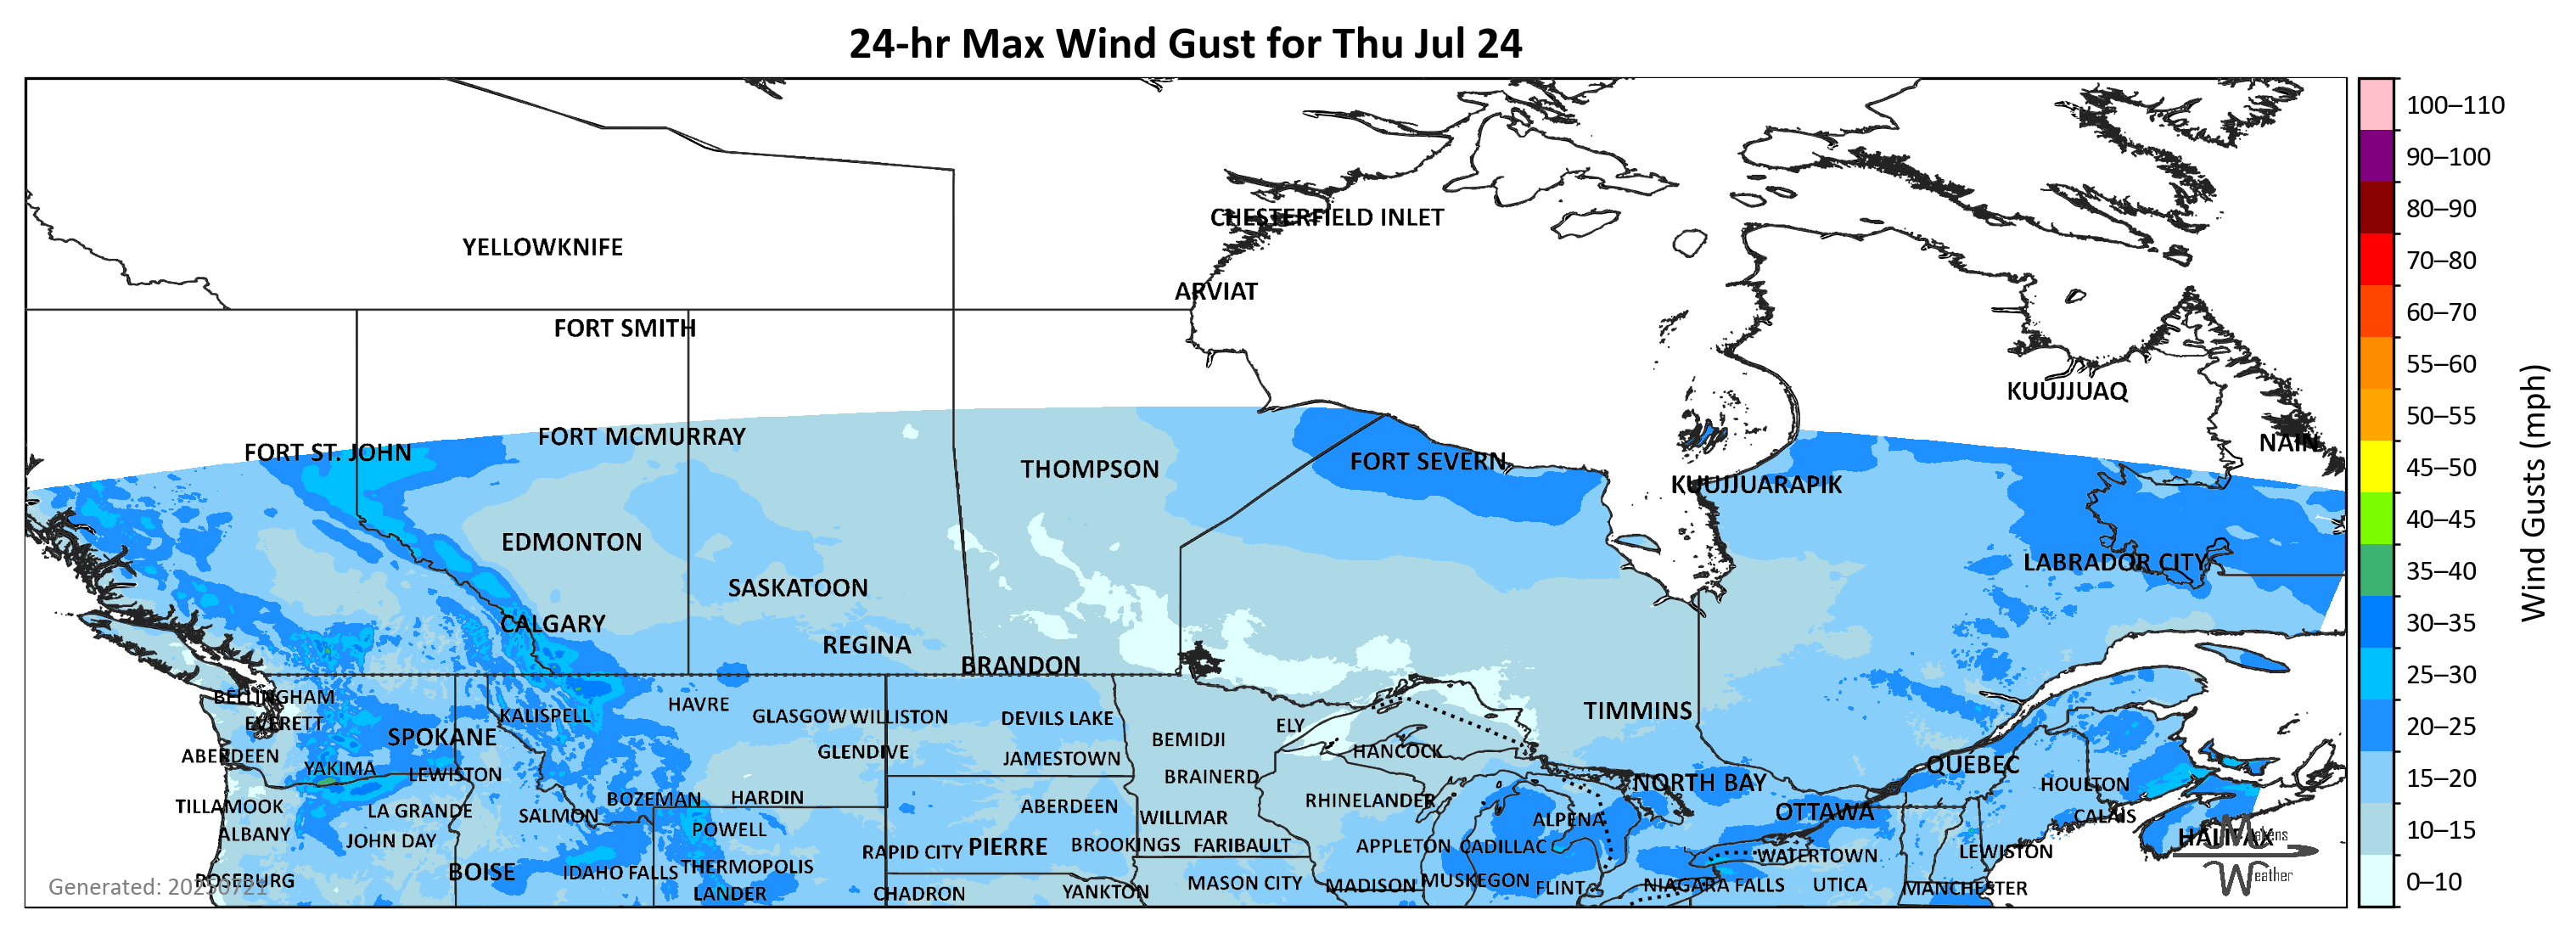 24-hr Max Wind Gust for Thu Jul 24
100–110
90–100
CHESTERFIELD INLET
80–90
YELLOWKNIFE
70–80
ARVIAT
60–70
FORT SMITH
55–60
KUUJJUAQ
50–55
FORT MCMURRAY
NAIN
FORT ST. JOHN
FORT SEVERN
THOMPSON
45–50
KUUJJUARAPIK
40–45
EDMONTON
LABRADOR CITY
35–40
SASKATOON
CALGARY
30–35
REGINA
BRANDON
25–30
BELLINGHAM
HAVRE
TIMMINS
KALISPELL
GLASGOW WILLISTON
DEVILS LAKE
EVERETT
ELY
20–25
SPOKANE
BEMIDJI
HANCOCK
ABERDEEN
GLENDIVE
JAMESTOWN
QUEBEC
YAKIMA
LEWISTON
BRAINERD
15–20
NORTH BAY
HOULTON
BOZEMAN
HARDIN
RHINELANDER
TILLAMOOK
LA GRANDE
ABERDEEN
OTTAWA
SALMON
WILLMAR
ALPENA
CALAIS
ALBANY
POWELL
10–15
HALIFAX
Makens
JOHN DAY
RAPID CITY
PIERRE
BROOKINGS
FARIBAULT
APPLETON
CADILLAC
WATERTOWN
LEWISTON
BOISE
IDAHO FALLS
THERMOPOLIS
Weather
ROSEBURG
MASON CITY
MADISON
MUSKEGON
FLINT
NIAGARA FALLS
UTICA
MANCHESTER
0–10
Generated: 20250721
LANDER
CHADRON
YANKTON
Wind Gusts (mph)